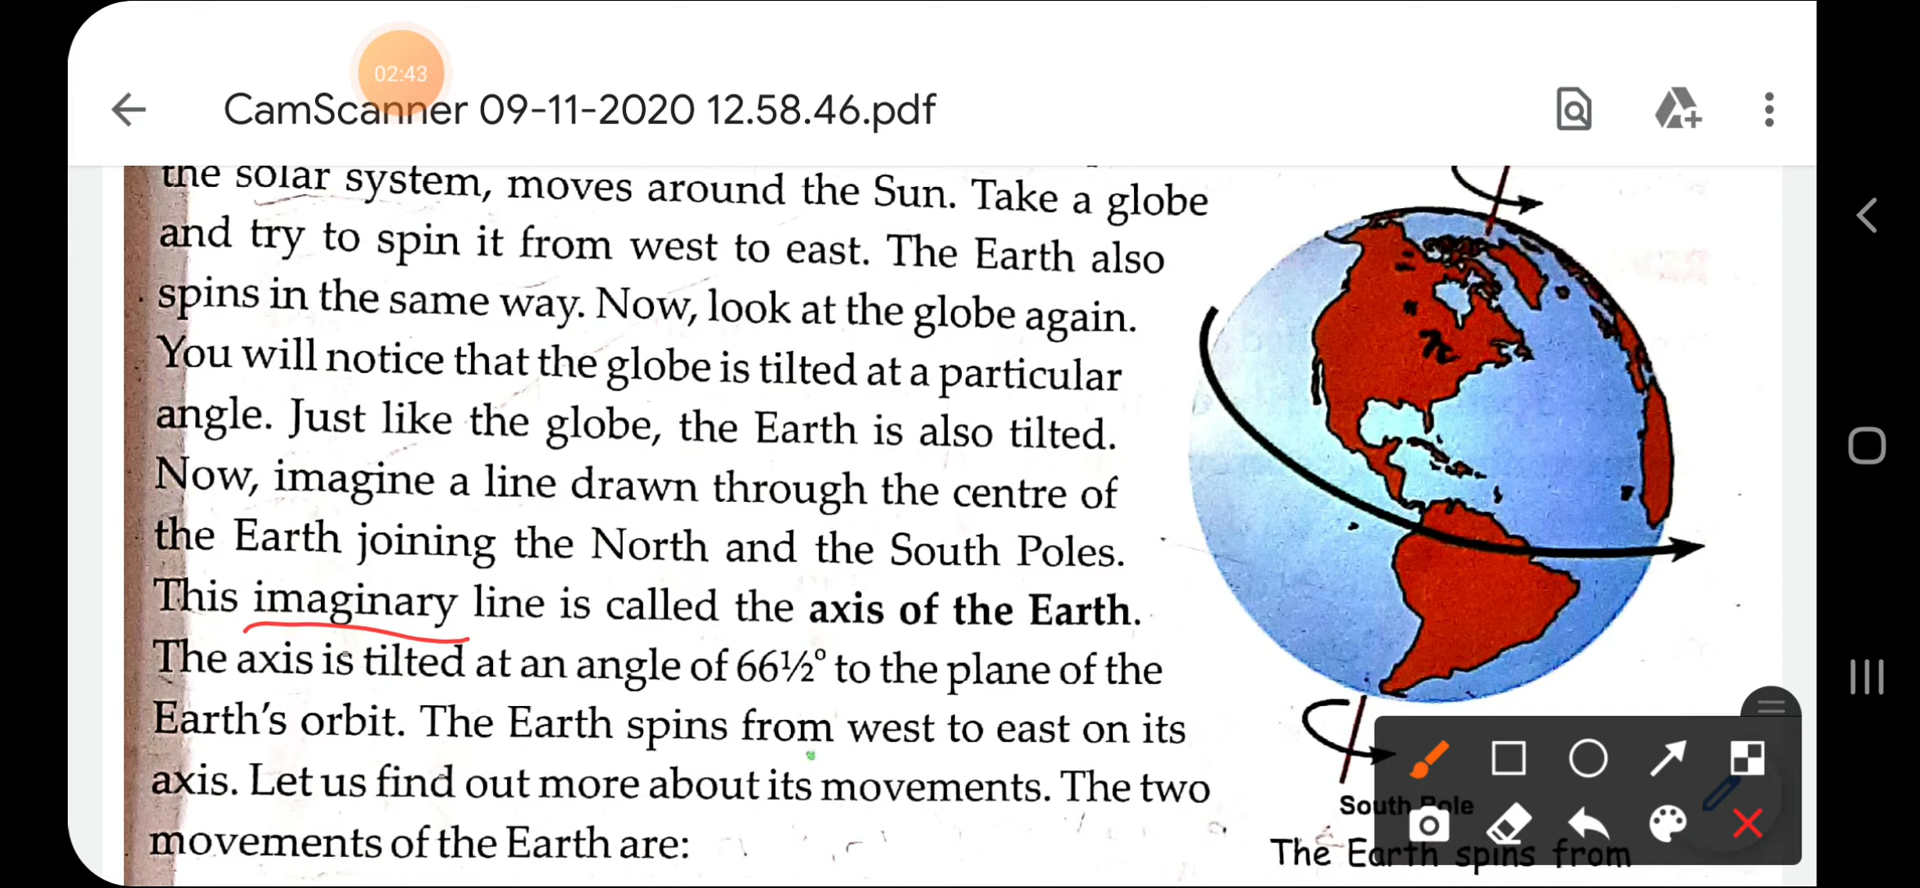 02:43
CamScanner 09-11-2020 12.58.46.pdf
the solar system, moves around the Sun. Take a globe
and try to spin it from west to east. The Earth also
spins in the same way. Now, look at the globe again.
You will notice that the globe is tilted at a particular
angle. Just like the globe, the Earth is also tilted.
Now, imagine a line drawn through the centre of
the Earth joining the North and the South Poles.
This imaginary line is called the axis of the Earth.
The axis is tilted at an angle of 66½° to the plane of the
Earth's orbit. The Earth spins from west to east on its
axis. Let us find out more about its movements. The two
movements of the Earth are:
South Pole
The Earth spins from